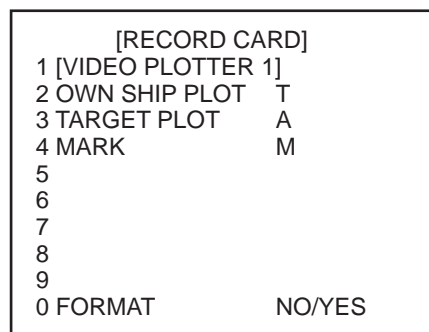 [RECORD CARD]
1 [VIDEO PLOTTER 1]
2 OWN SHIP PLOT T
3 TARGET PLOT A
4 MARK M
5
6
7
8
9
0 FORMAT NO/YES